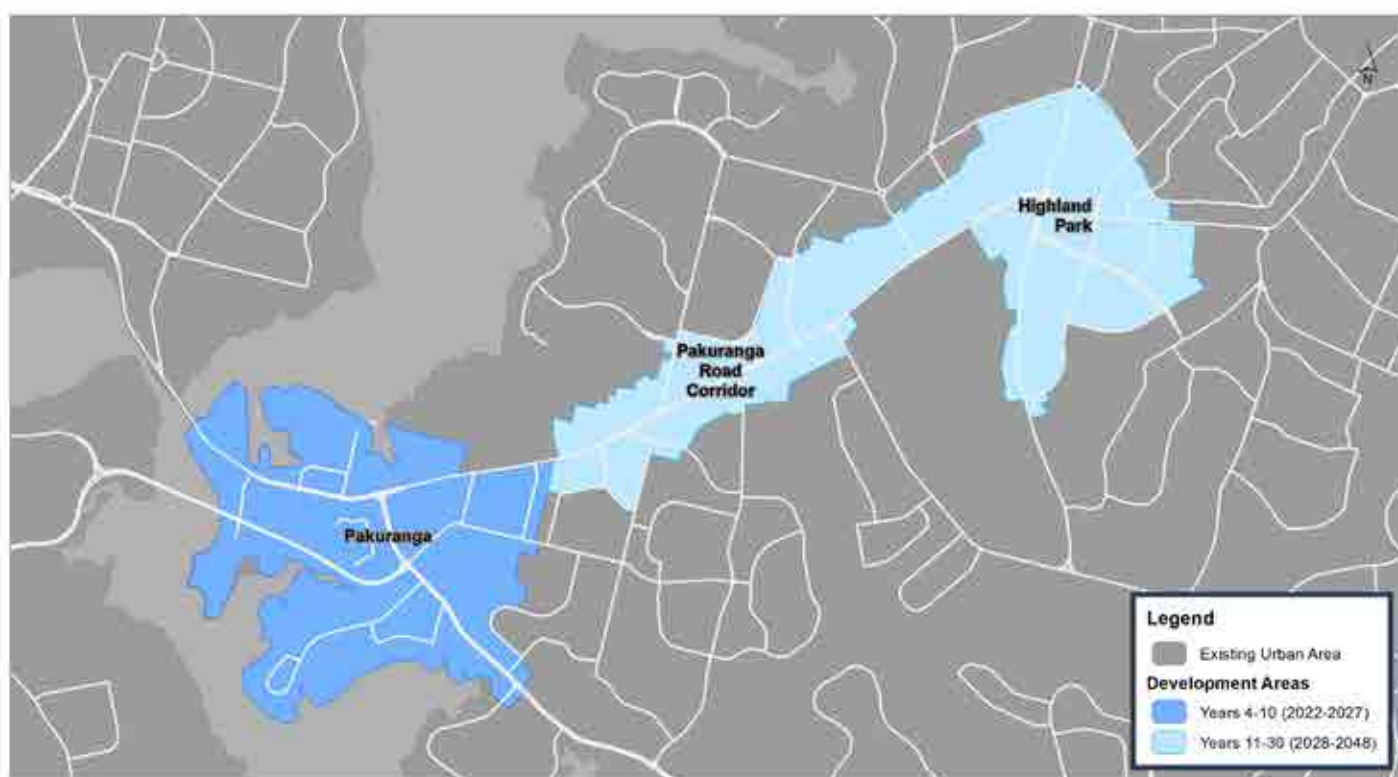 N
Highland
Park
Pakuranga
Road
Corridor
Pakuranga
Legend
Existing Urban Area
Development Areas
Years 4-10 (2022-2027)
Years 11-30 (2028-2048)